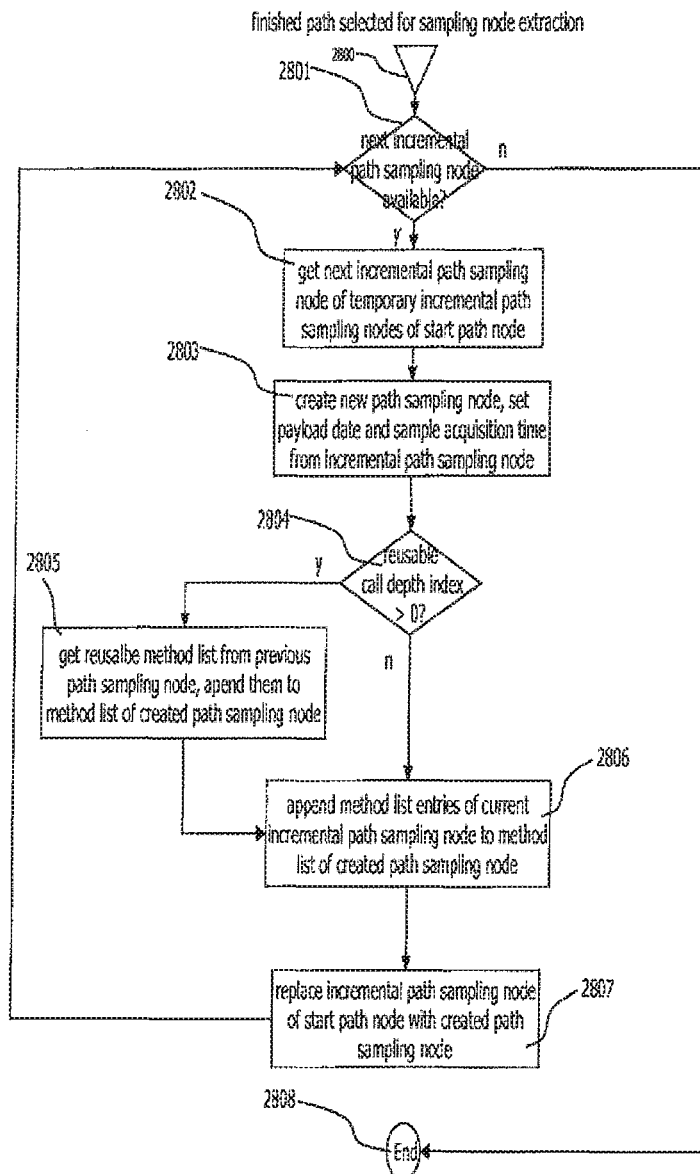 finished path selected for sampling node extraction
2800
2801
next incremental
path sampling node
available?
n
y
2802
get next incremental path sampling
node of temporary incremental path
sampling nodes of start path node
2803
create new path sampling node, set
payload date and sample acquisition time
from incremental path sampling node
2804
reusable
call depth index
> 0?
y
n
2805
get reusalbe method list from previous
path sampling node, apend them to
method list of created path sampling node
2806
append method list entries of current
incremental path sampling node to method
list of created path sampling node
replace incremental path sampling node
of start path node with created path
sampling node
2807
2808
End